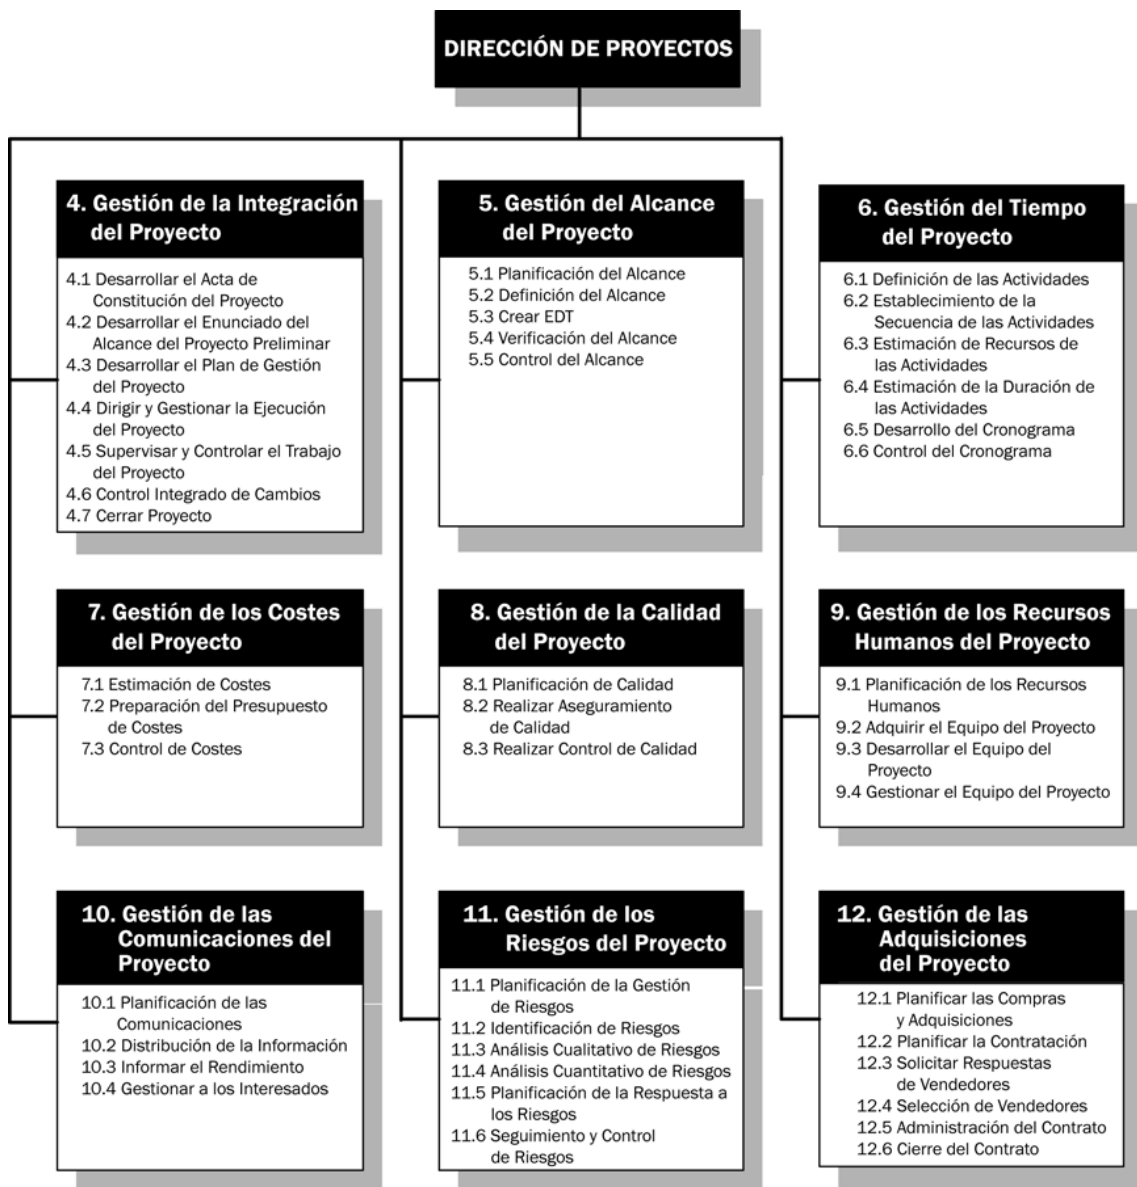 DIRECCIÓN DE PROYECTOS
4. Gestión de la Integración
del Proyecto
4.1 Desarrollar el Acta de
Constitución del Proyecto
4.2 Desarrollar el Enunciado del
Alcance del Proyecto Preliminar
4.3 Desarrollar el Plan de Gestión
del Proyecto
4.4 Dirigir y Gestionar la Ejecución
del Proyecto
4.5 Supervisar y Controlar el Trabajo
del Proyecto
4.6 Control Integrado de Cambios
4.7 Cerrar Proyecto
5. Gestión del Alcance
del Proyecto
5.1 Planificación del Alcance
5.2 Definición del Alcance
5.3 Crear EDT
5.4 Verificación del Alcance
5.5 Control del Alcance
6. Gestión del Tiempo
del Proyecto
6.1 Definición de las Actividades
6.2 Establecimiento de la
Secuencia de las Actividades
6.3 Estimación de Recursos de
las Actividades
6.4 Estimación de la Duración de
las Actividades
6.5 Desarrollo del Cronograma
6.6 Control del Cronograma
7. Gestión de los Costes
del Proyecto
7.1 Estimación de Costes
7.2 Preparación del Presupuesto
de Costes
7.3 Control de Costes
8. Gestión de la Calidad
del Proyecto
8.1 Planificación de Calidad
8.2 Realizar Aseguramiento
de Calidad
8.3 Realizar Control de Calidad
9. Gestión de los Recursos
Humanos del Proyecto
9.1 Planificación de los Recursos
Humanos
9.2 Adquirir el Equipo del Proyecto
9.3 Desarrollar el Equipo del
Proyecto
9.4 Gestionar el Equipo del Proyecto
10. Gestión de las
Comunicaciones del
Proyecto
10.1 Planificación de las
Comunicaciones
10.2 Distribución de la Información
10.3 Informar el Rendimiento
10.4 Gestionar a los Interesados
11. Gestión de los
Riesgos del Proyecto
11.1 Planificación de la Gestión
de Riesgos
11.2 Identificación de Riesgos
11.3 Análisis Cualitativo de Riesgos
11.4 Análisis Cuantitativo de Riesgos
11.5 Planificación de la Respuesta a
los Riesgos
11.6 Seguimiento y Control
de Riesgos
12. Gestión de las
Adquisiciones
del Proyecto
12.1 Planificar las Compras
y Adquisiciones
12.2 Planificar la Contratación
12.3 Solicitar Respuestas
de Vendedores
12.4 Selección de Vendedores
12.5 Administración del Contrato
12.6 Cierre del Contrato